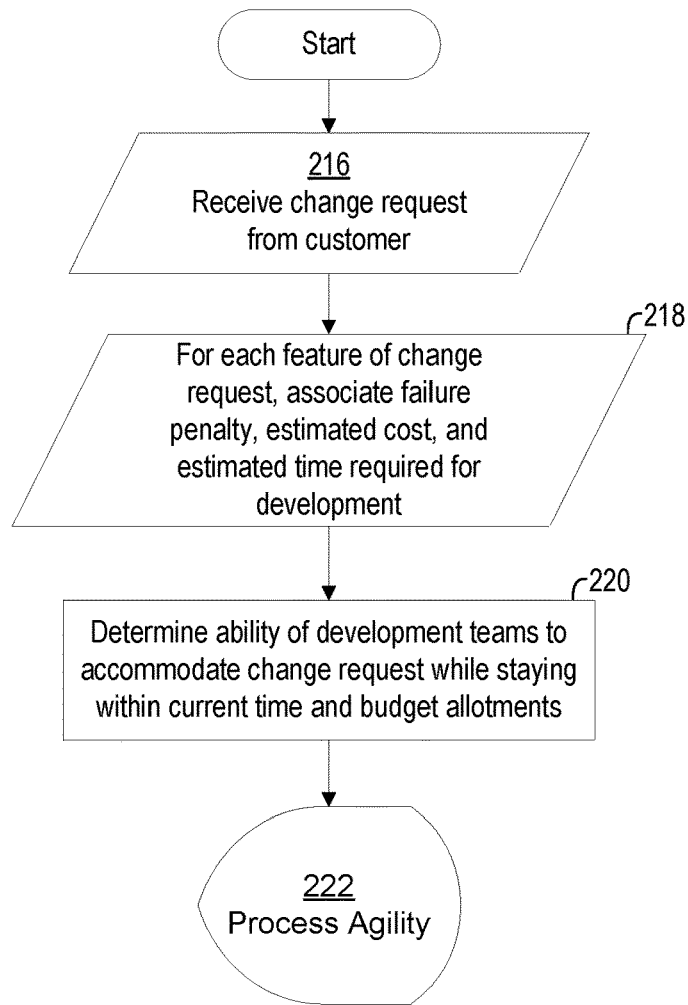 Start
216
Receive change request
from customer
218
For each feature of change
request, associate failure
penalty, estimated cost, and
estimated time required for
development
220
Determine ability of development teams to
accommodate change request while staying
within current time and budget allotments
222
Process Agility